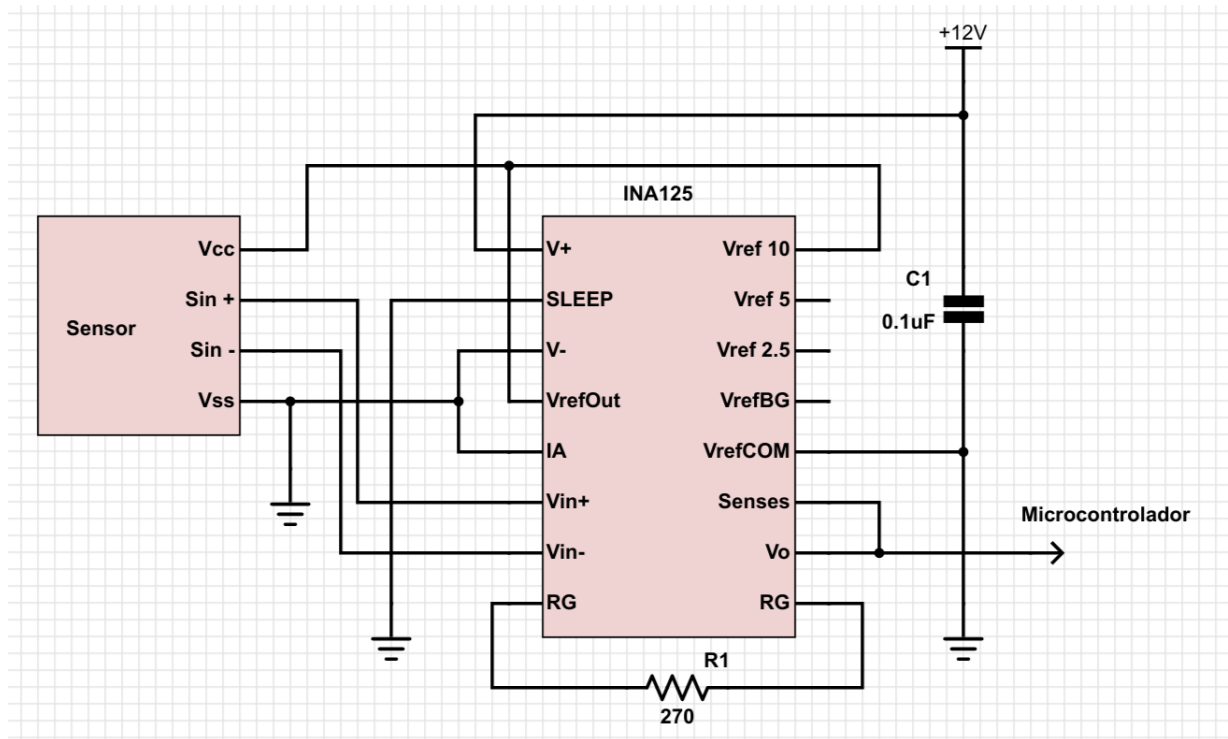 +12V
INA125
Vcc
Sin +
Sin -
Vss
Sensor
V+
SLEEP
V-
VrefOut
IA
Vin+
Vin-
RG
Vref 10
Vref 5
Vref 2.5
VrefBG
VrefCOM
Senses
Vo
RG
C1
0.1uF
Microcontrolador
R1
270